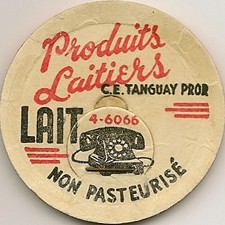 Produits
Laitiers
C.E. TANGUAY PROP
LAIT
4-6066
NON PASTEURISÉ